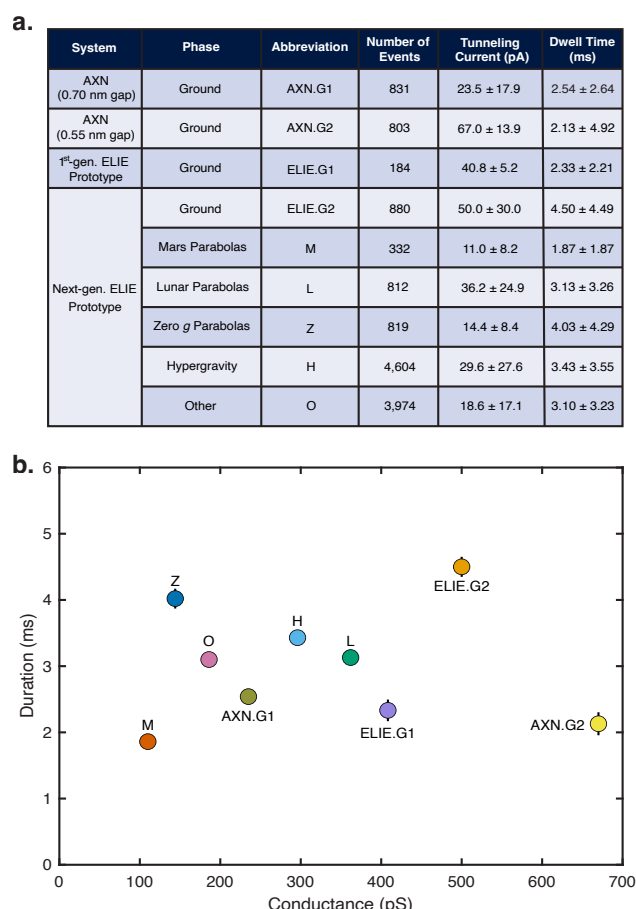 a.
System Phase Abbreviation Number of Events Tunneling Current (pA) Dwell Time (ms)
AXN (0.70 nm gap) Ground AXN.G1 831 23.5 ± 17.9 2.54 ± 2.64
AXN (0.55 nm gap) Ground AXN.G2 803 67.0 ± 13.9 2.13 ± 4.92
1st-gen. ELIE Prototype Ground ELIE.G1 184 40.8 ± 5.2 2.33 ± 2.21
Next-gen. ELIE Prototype Ground ELIE.G2 880 50.0 ± 30.0 4.50 ± 4.49
Mars Parabolas M 332 11.0 ± 8.2 1.87 ± 1.87
Lunar Parabolas L 812 36.2 ± 24.9 3.13 ± 3.26
Zero g Parabolas Z 819 14.4 ± 8.4 4.03 ± 4.29
Hypergravity H 4,604 29.6 ± 27.6 3.43 ± 3.55
Other O 3,974 18.6 ± 17.1 3.10 ± 3.23
b.
6
5
4
3
2
1
0
Duration (ms)
Z
ELIE.G2
O
H
L
AXN.G1
ELIE.G1
M
AXN.G2
0 100 200 300 400 500 600 700
Conductance (pS)